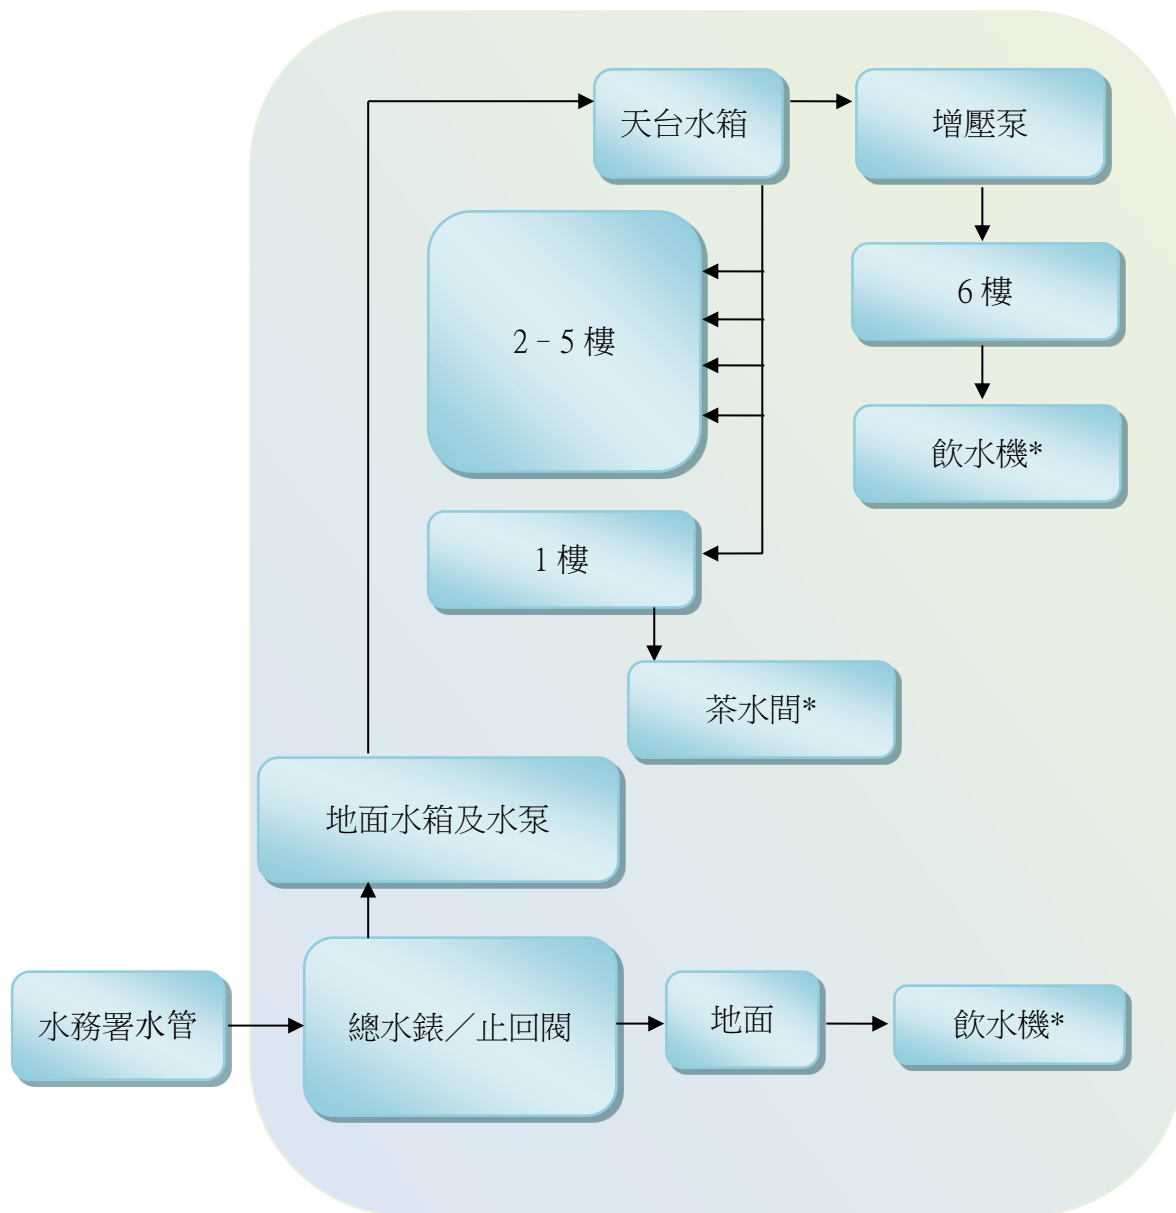 天台水箱
增壓泵
2－5 樓
6 樓
飲水機*
1 樓
茶水間*
地面水箱及水泵
水務署水管
總水錶／止回閥
地面
飲水機*